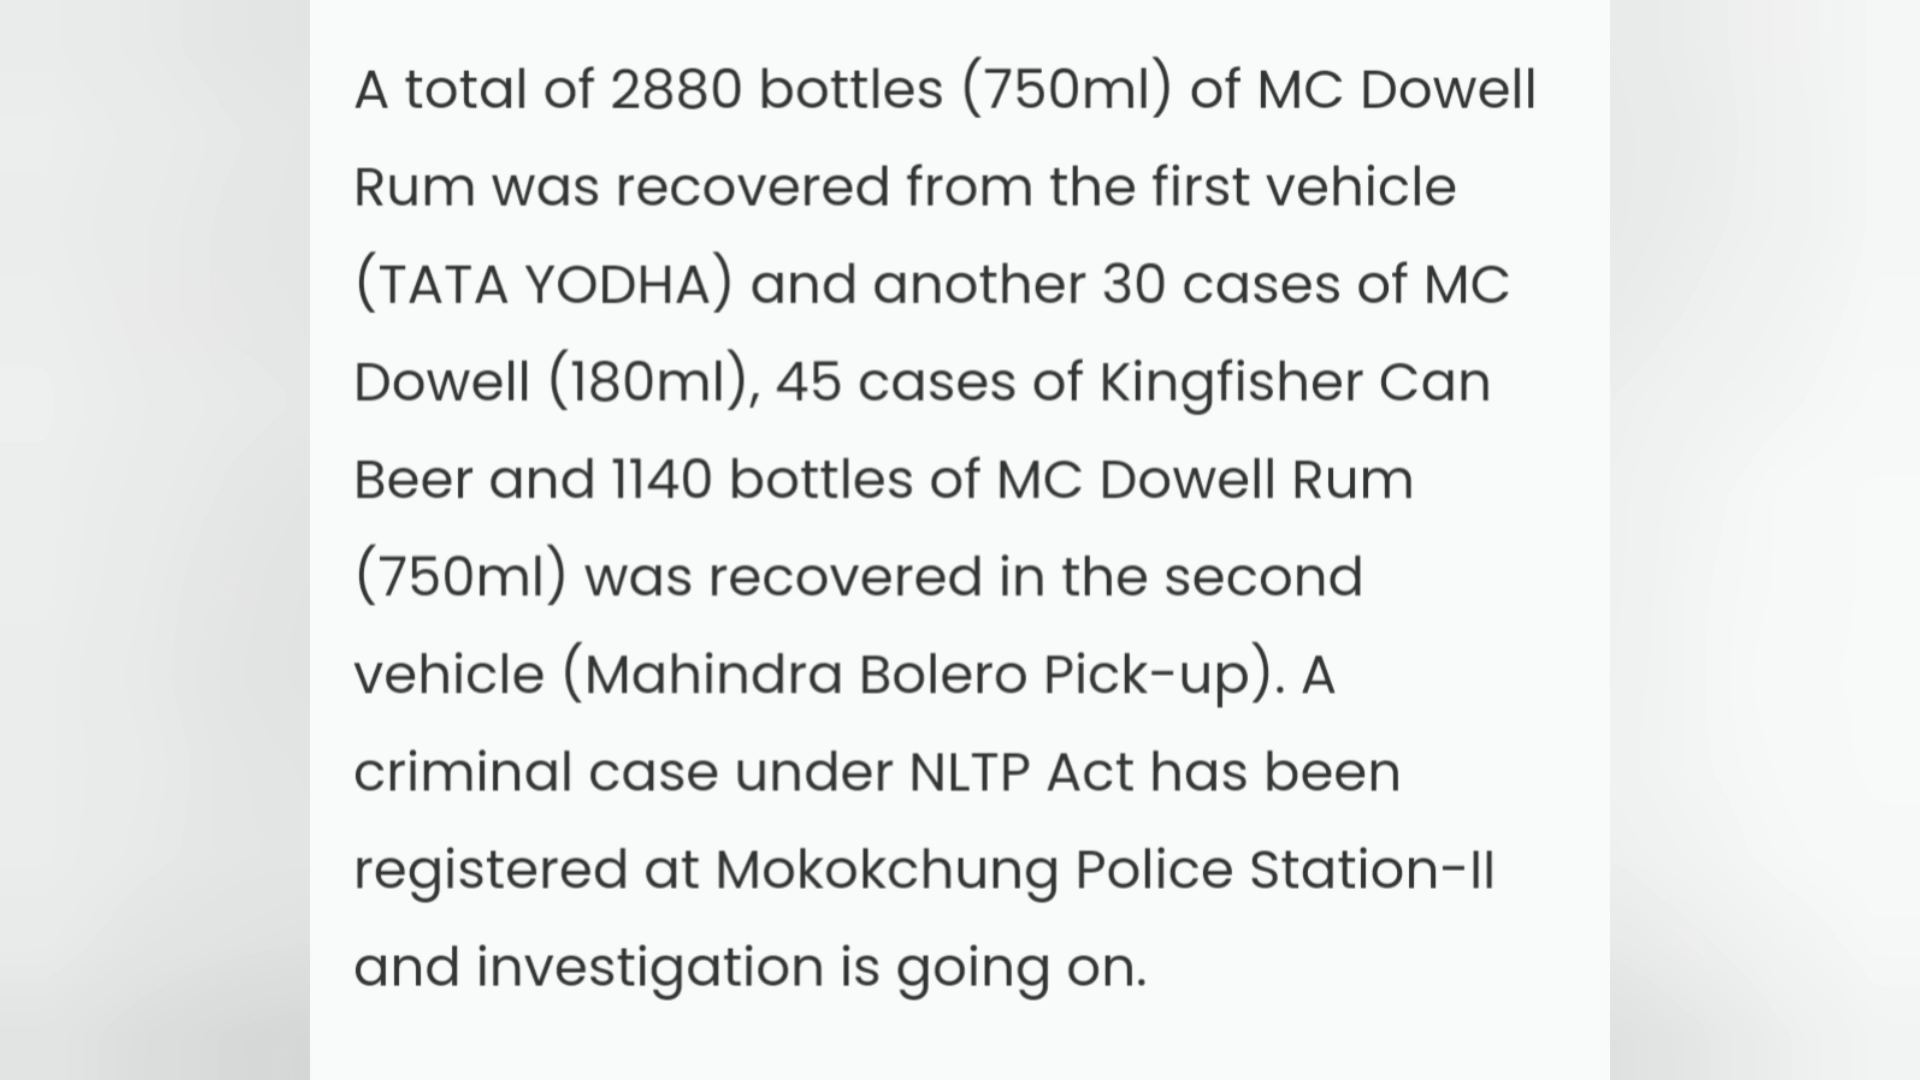 A total of 2880 bottles (750ml) of MC Dowell
Rum was recovered from the first vehicle
(TATA YODHA) and another 30 cases of MC
Dowell (180ml), 45 cases of Kingfisher Can
Beer and 1140 bottles of MC Dowell Rum
(750ml) was recovered in the second
vehicle (Mahindra Bolero Pick-up). A
criminal case under NLTP Act has been
registered at Mokokchung Police Station-II
and investigation is going on.